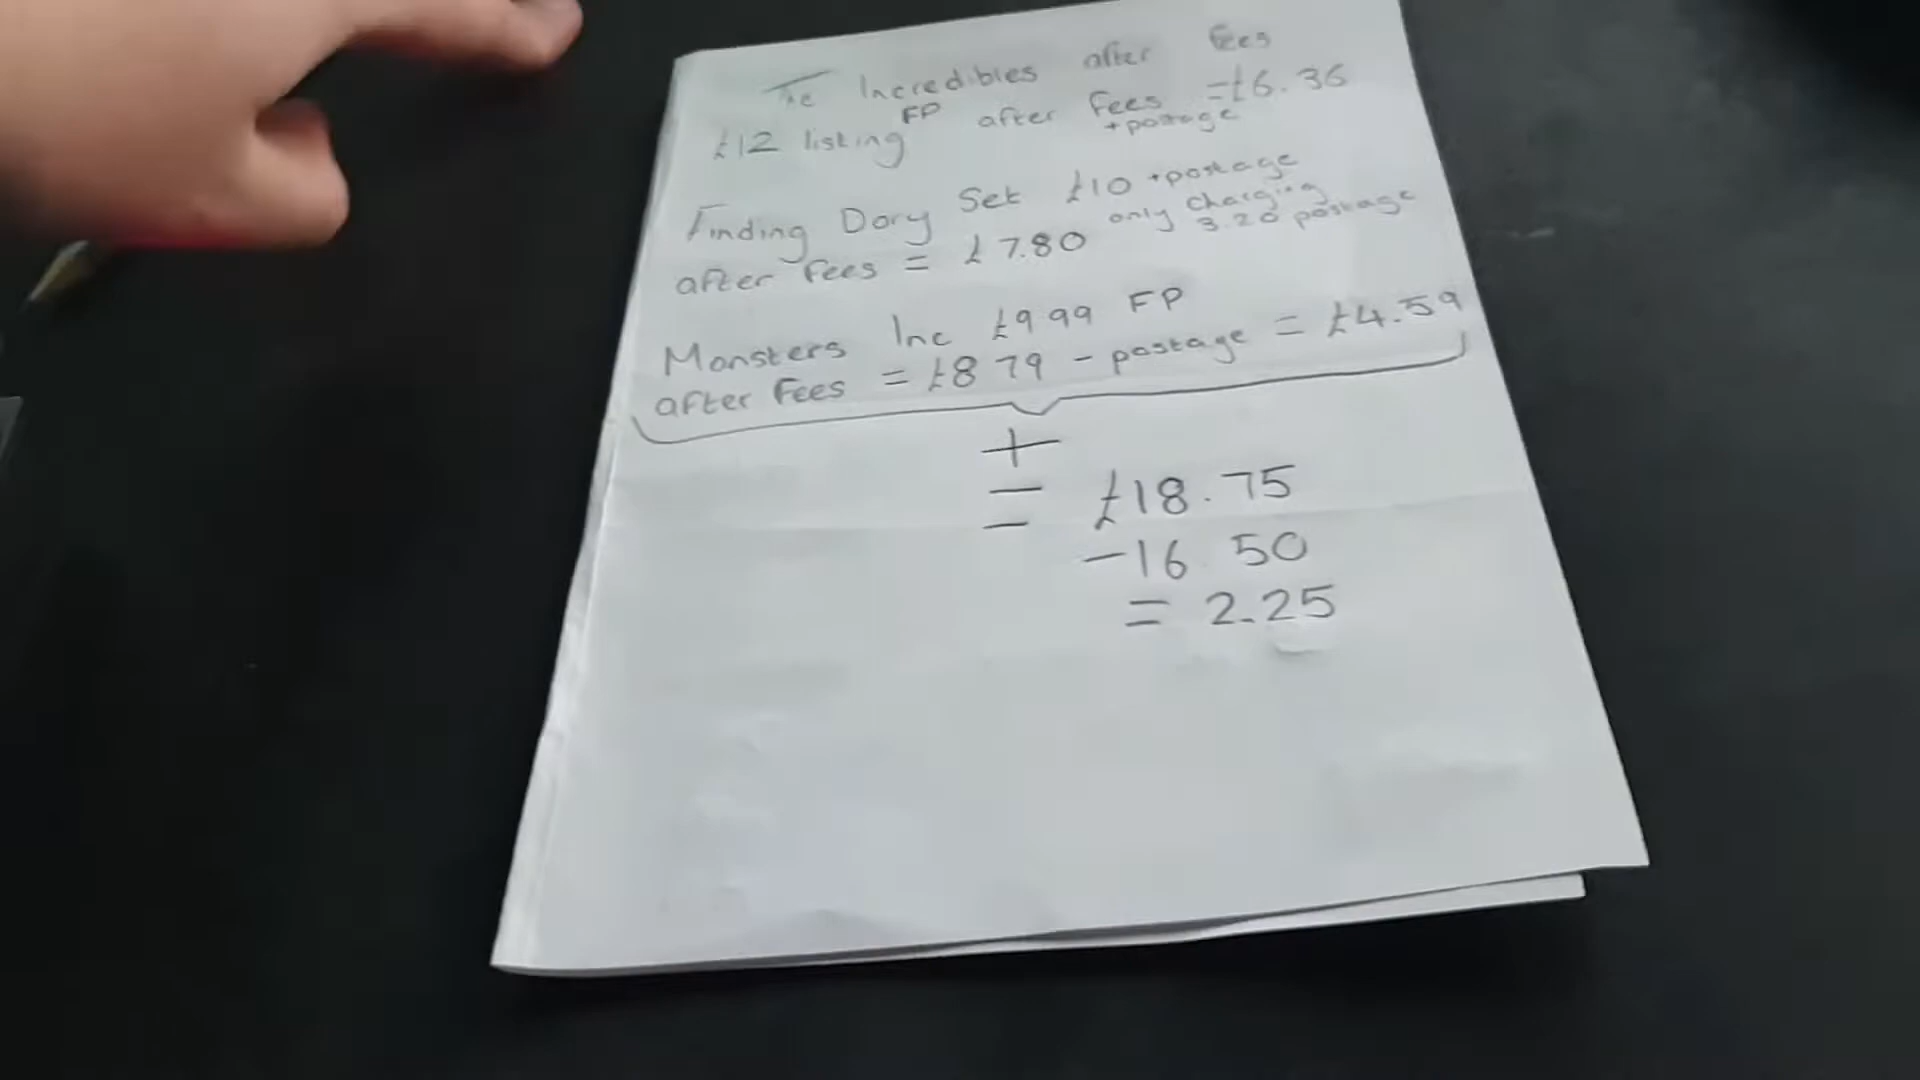 The Incredibles after fees
£12 listing FP after fees + postage = £6.36
Finding Dory Set £10 + postage
only charging 3.20 postage
after fees = £7.80
Monsters Inc £9 99 FP
after fees = £8 79 - postage = £4.59
+
= £18.75
-16 50
= 2.25